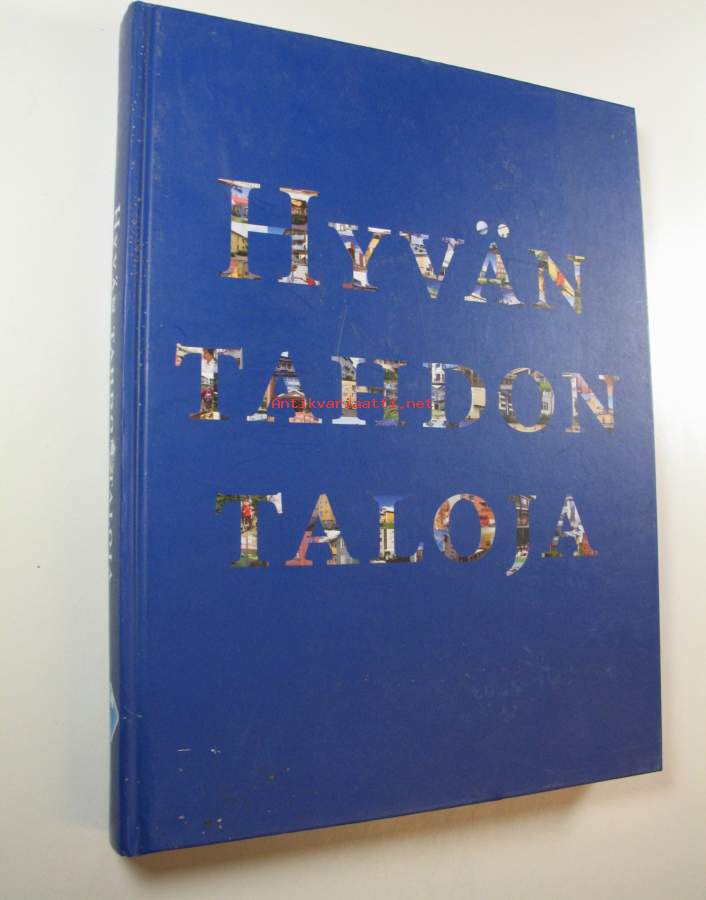 HYVÄN
TAHDON
TALOJA
HYVÄN TAHDON TALOJA
Antikvariaatti.net